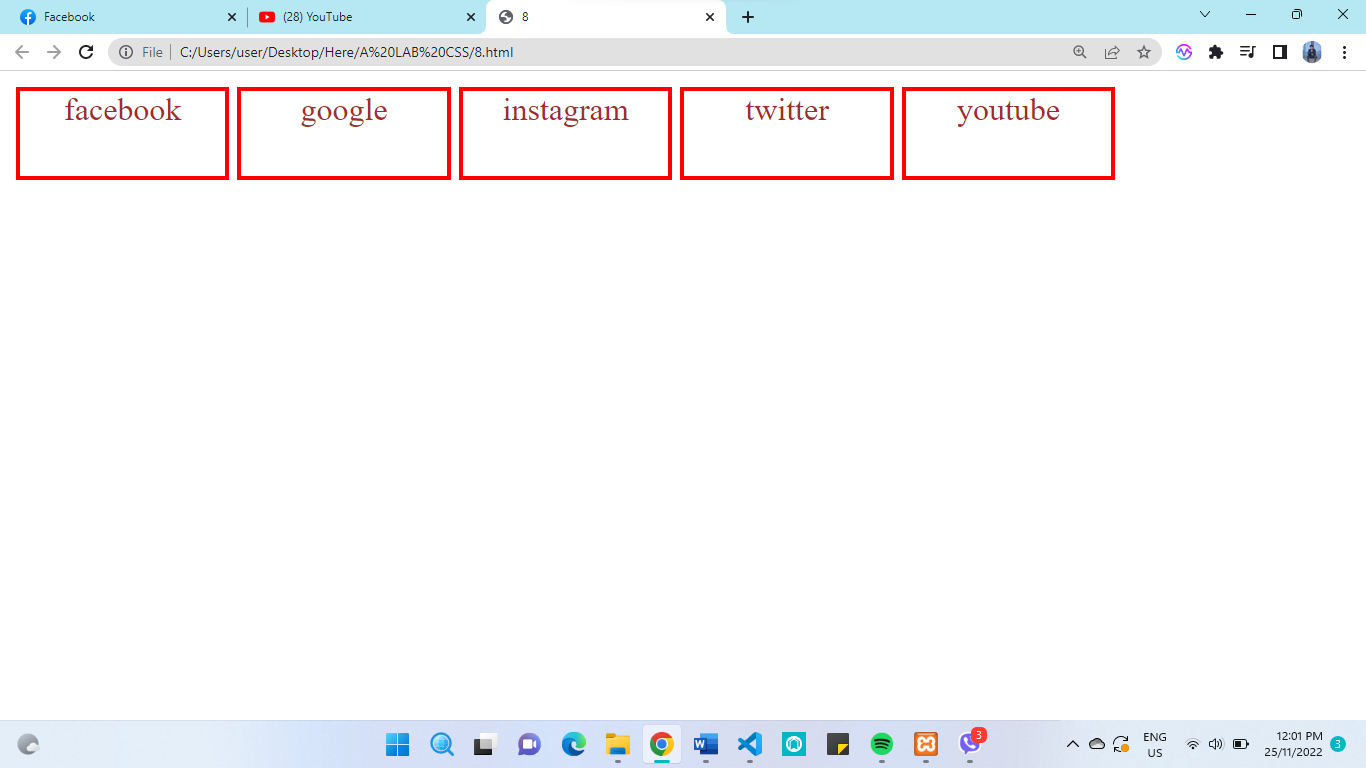 Facebook
(28) YouTube
8
File
C:/Users/user/Desktop/Here/A%20LAB%20CSS/8.html
facebook
google
instagram
twitter
youtube
3
ENG
US
12:01 PM
25/11/2022
3